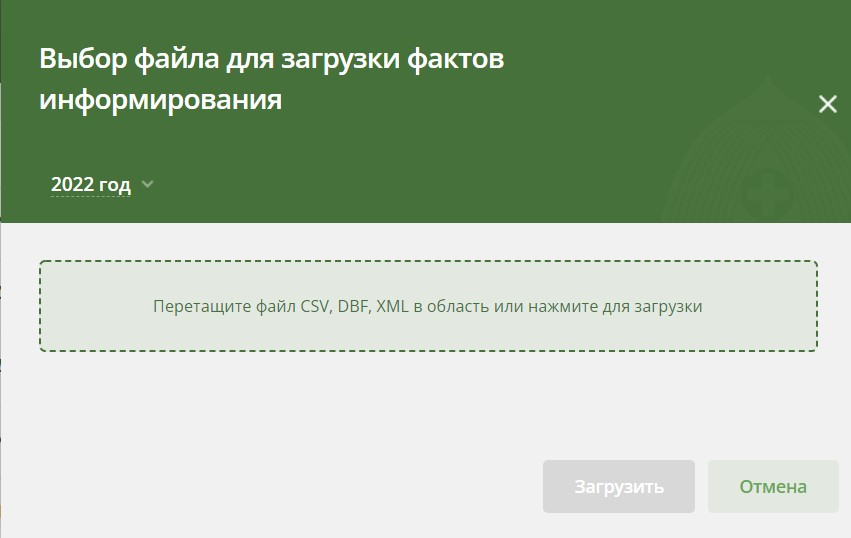 Выбор файла для загрузки фактов
информирования
2022 год
Перетащите файл CSV, DBF, XML в область или нажмите для загрузки
Загрузить
Отмена